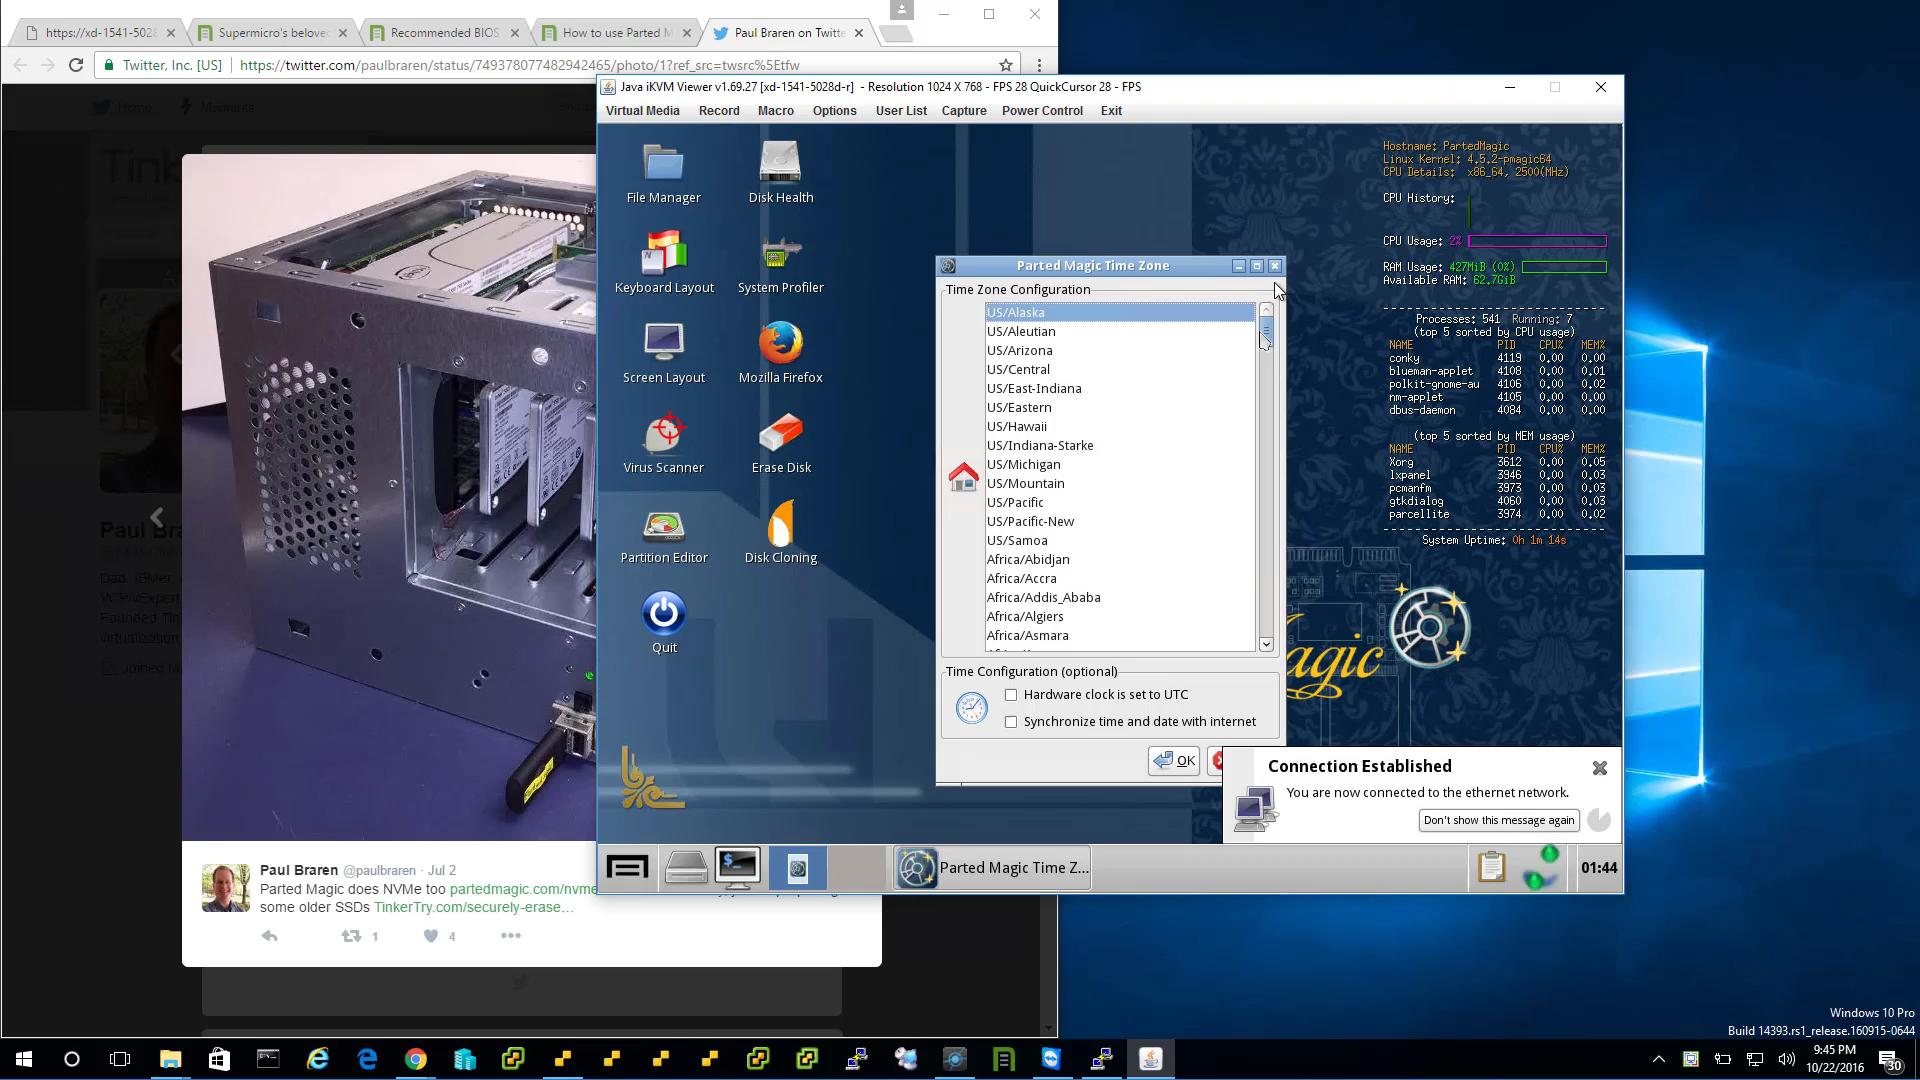 https://xd-1541-5028
Supermicro's belove
Recommended BIOS
How to use Parted M
Paul Braren on Twitte
Twitter, Inc. [US]
https://twitter.com/paulbraren/status/749378077482942465/photo/1?ref_src=twsrc%5Etfw
Home
Moments
Java iKVM Viewer v1.69.27 [xd-1541-5028d-r] - Resolution 1024 X 768 - FPS 28 QuickCursor 28 - FPS
Virtual Media
Record
Macro
Options
User List
Capture
Power Control
Exit
File Manager
Disk Health
Keyboard Layout
System Profiler
Screen Layout
Mozilla Firefox
Virus Scanner
Erase Disk
Partition Editor
Disk Cloning
Quit
Parted Magic Time Zone
Time Zone Configuration
US/Alaska
US/Aleutian
US/Arizona
US/Central
US/East-Indiana
US/Eastern
US/Hawaii
US/Indiana-Starke
US/Michigan
US/Mountain
US/Pacific
US/Pacific-New
US/Samoa
Africa/Abidjan
Africa/Accra
Africa/Addis_Ababa
Africa/Algiers
Africa/Asmara
Time Configuration (optional)
Hardware clock is set to UTC
Synchronize time and date with internet
OK
Hostname: PartedMagic
Linux Kernel: 4.5.2-pmagic64
CPU Details: x86_64, 2500(MHz)
CPU History:
CPU Usage: 2%
RAM Usage: 427MiB (0%)
Available RAM: 62.7GiB
Processes: 541 Running: 7
(top 5 sorted by CPU usage)
NAME PID CPU% MEM%
conky 4119 0.00 0.00
blueman-applet 4108 0.00 0.01
polkit-gnome-au 4106 0.00 0.02
nm-applet 4105 0.00 0.00
dbus-daemon 4084 0.00 0.00
(top 5 sorted by MEM usage)
NAME PID CPU% MEM%
Xorg 3612 0.00 0.05
lxpanel 3946 0.00 0.03
pcmanfm 3973 0.00 0.03
gtkdialog 4060 0.00 0.03
parcellite 3974 0.00 0.02
System Uptime: 0h 1m 14s
agic
Connection Established
You are now connected to the ethernet network.
Don't show this message again
Parted Magic Time Z...
01:44
Paul Braren @paulbraren · Jul 2
Parted Magic does NVMe too partedmagic.com/nvme
some older SSDs TinkerTry.com/securely-erase…
1
4
Windows 10 Pro
Build 14393.rs1_release.160915-0644
9:45 PM
10/22/2016
30